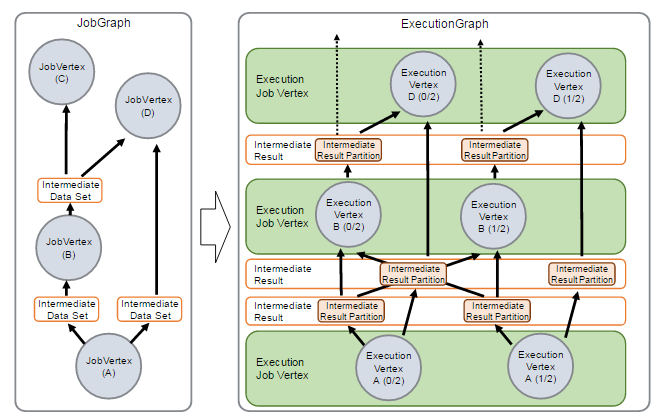 JobGraph
JobVertex
(C)
JobVertex
(D)
Intermediate
Data Set
JobVertex
(B)
Intermediate
Data Set
Intermediate
Data Set
JobVertex
(A)
ExecutionGraph
Execution
Job Vertex
Execution
Vertex
D (0/2)
Execution
Vertex
D (1/2)
Intermediate
Result
Intermediate
Result Partition
Intermediate
Result Partition
Execution
Job Vertex
Execution
Vertex
B (0/2)
Execution
Vertex
B (1/2)
Intermediate
Result
Intermediate
Result Partition
Intermediate
Result Partition
Intermediate
Result
Intermediate
Result Partition
Intermediate
Result Partition
Execution
Job Vertex
Execution
Vertex
A (0/2)
Execution
Vertex
A (1/2)